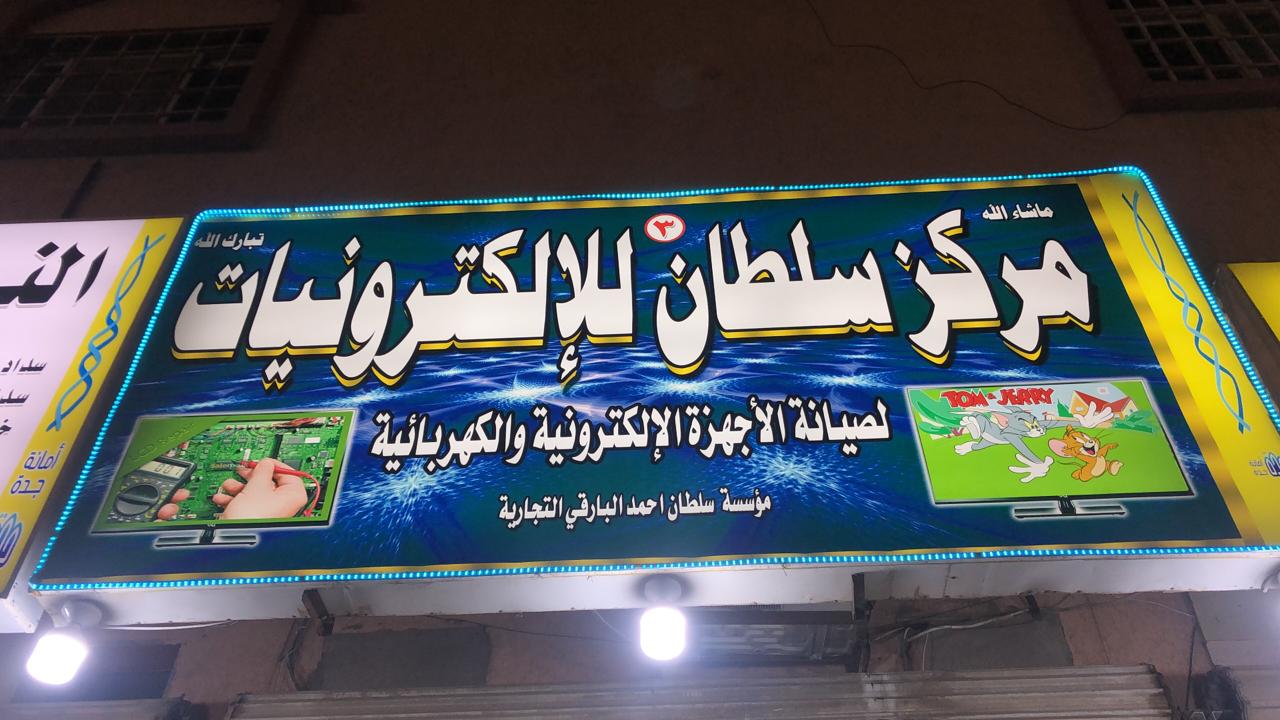 ماشاء الله
تبارك الله
٣
مركز سلطان للإلكترونيات
لصيانة الأجهزة الإلكترونية والكهربائية
مؤسسة سلطان احمد البارقي التجارية
TOM & JERRY
سداد
أمانة
جدة